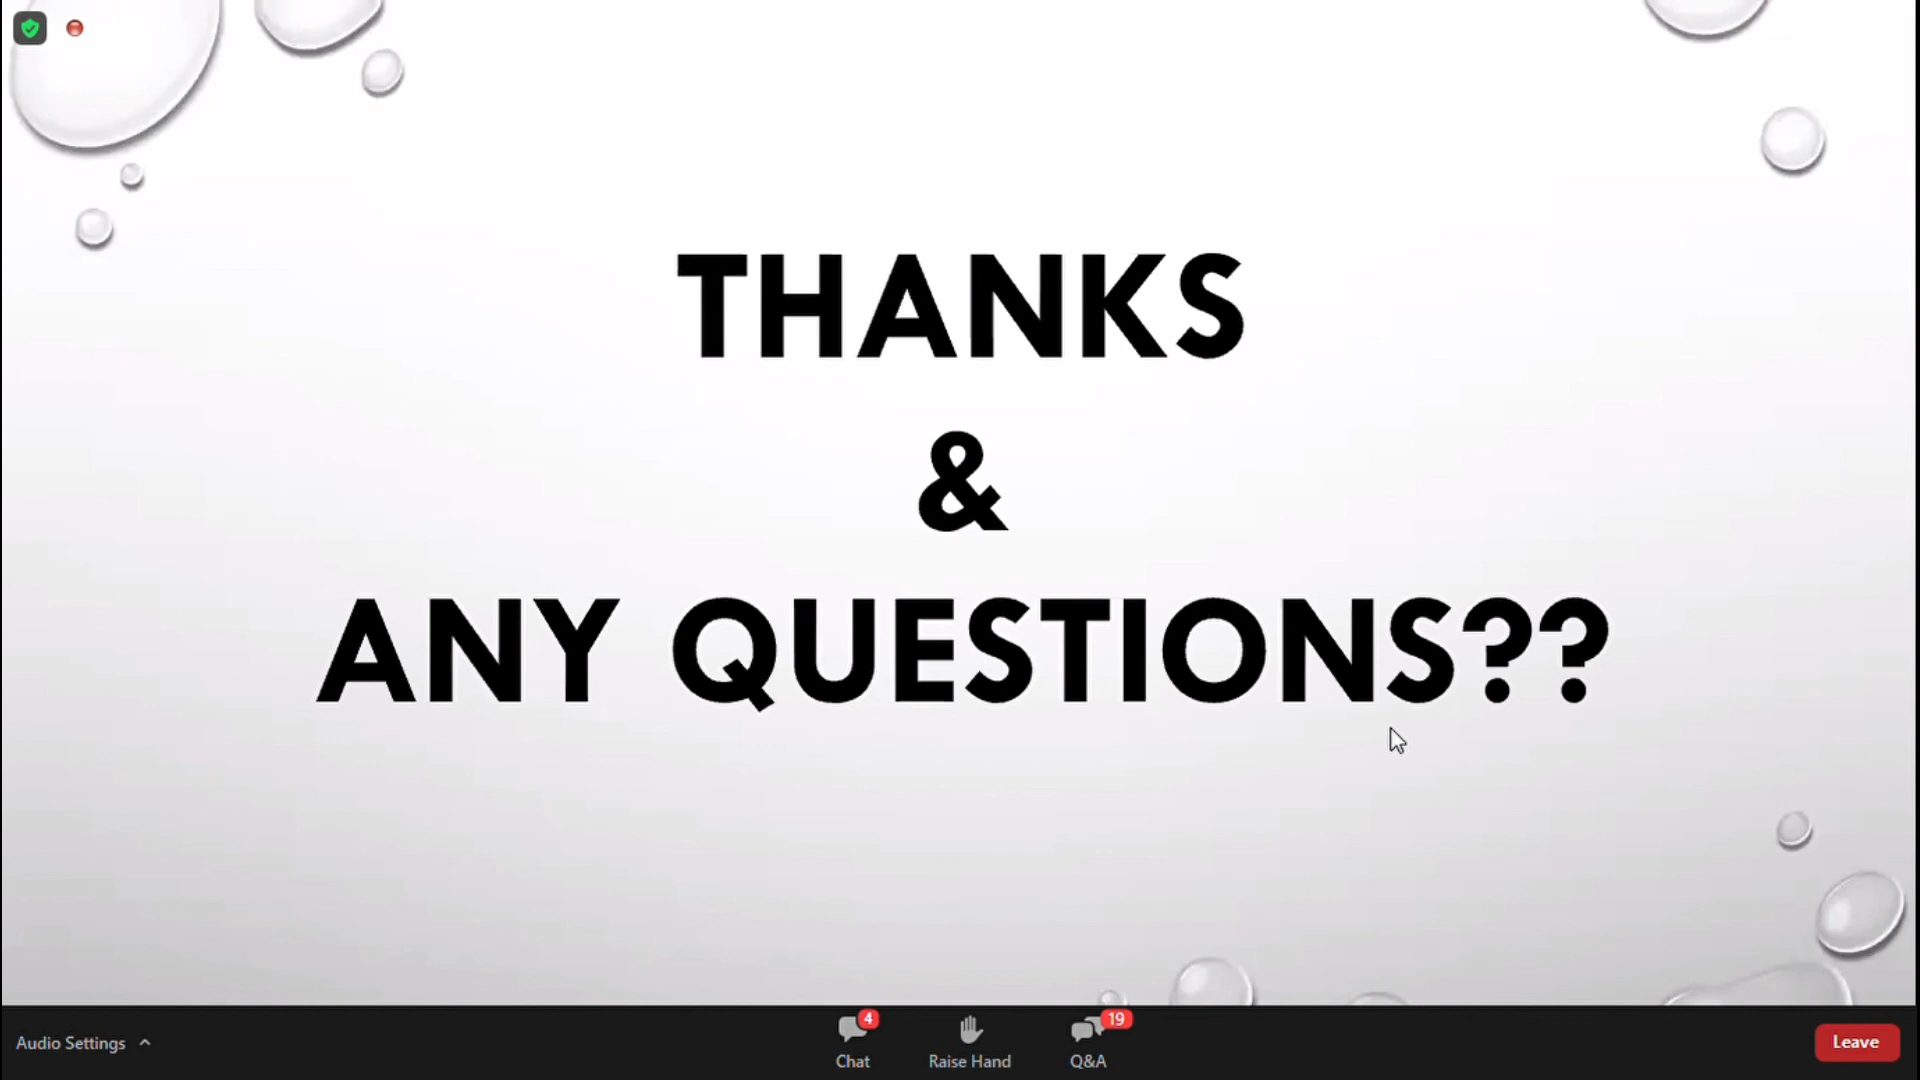 THANKS
&
ANY QUESTIONS??
4
19
Audio Settings
Chat
Raise Hand
Q&A
Leave